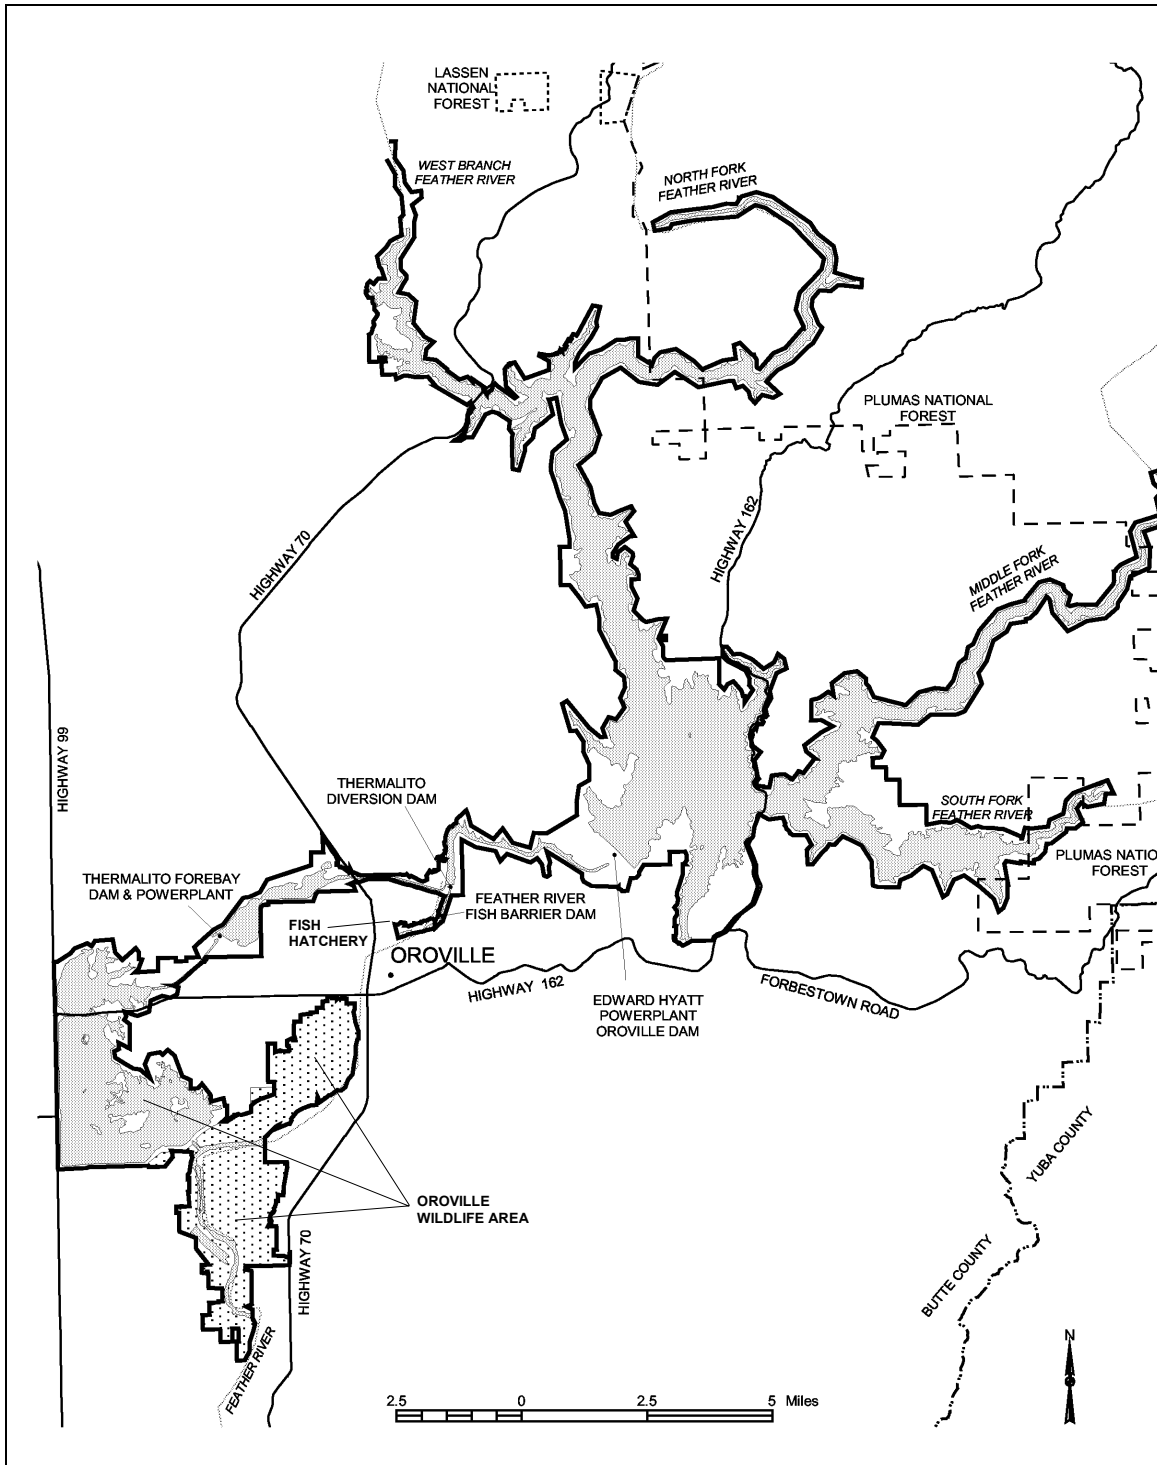 LASSEN
NATIONAL
FOREST
WEST BRANCH
FEATHER RIVER
NORTH FORK
FEATHER RIVER
PLUMAS NATIONAL
FOREST
HIGHWAY 162
HIGHWAY 70
MIDDLE FORK
FEATHER RIVER
HIGHWAY 99
THERMALITO
DIVERSION DAM
SOUTH FORK
FEATHER RIVER
PLUMAS NATIO
FOREST
THERMALITO FOREBAY
DAM & POWERPLANT
FEATHER RIVER
FISH BARRIER DAM
FISH
HATCHERY
OROVILLE
HIGHWAY 162
FORBESTOWN ROAD
EDWARD HYATT
POWERPLANT
OROVILLE DAM
YUBA COUNTY
BUTTE COUNTY
OROVILLE
WILDLIFE AREA
HIGHWAY 70
FEATHER RIVER
N
2.5 0 2.5 5 Miles